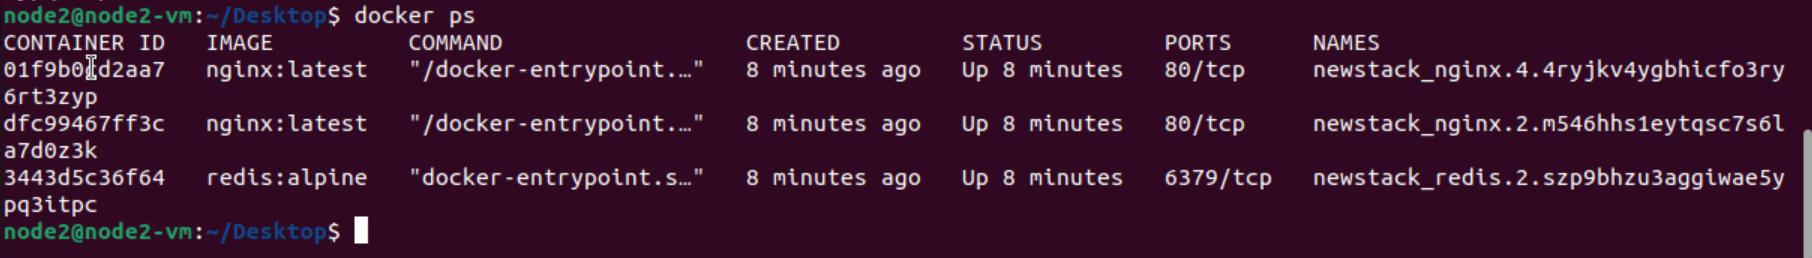 node2@node2-vm:~/Desktop$ docker ps
CONTAINER ID   IMAGE          COMMAND                  CREATED         STATUS         PORTS      NAMES
nginx:latest   "/docker-entrypoint.…"   8 minutes ago   Up 8 minutes   80/tcp     newstack_nginx.4.4ryjkv4ygbhicfo3ry
6rt3zyp
dfc99467ff3c   nginx:latest   "/docker-entrypoint.…"   8 minutes ago   Up 8 minutes   80/tcp     newstack_nginx.2.m546hhs1eytqsc7s6l
a7d0z3k
3443d5c36f64   redis:alpine   "docker-entrypoint.s…"   8 minutes ago   Up 8 minutes   6379/tcp   newstack_redis.2.szp9bhzu3aggiwae5y
pq3itpc
node2@node2-vm:~/Desktop$